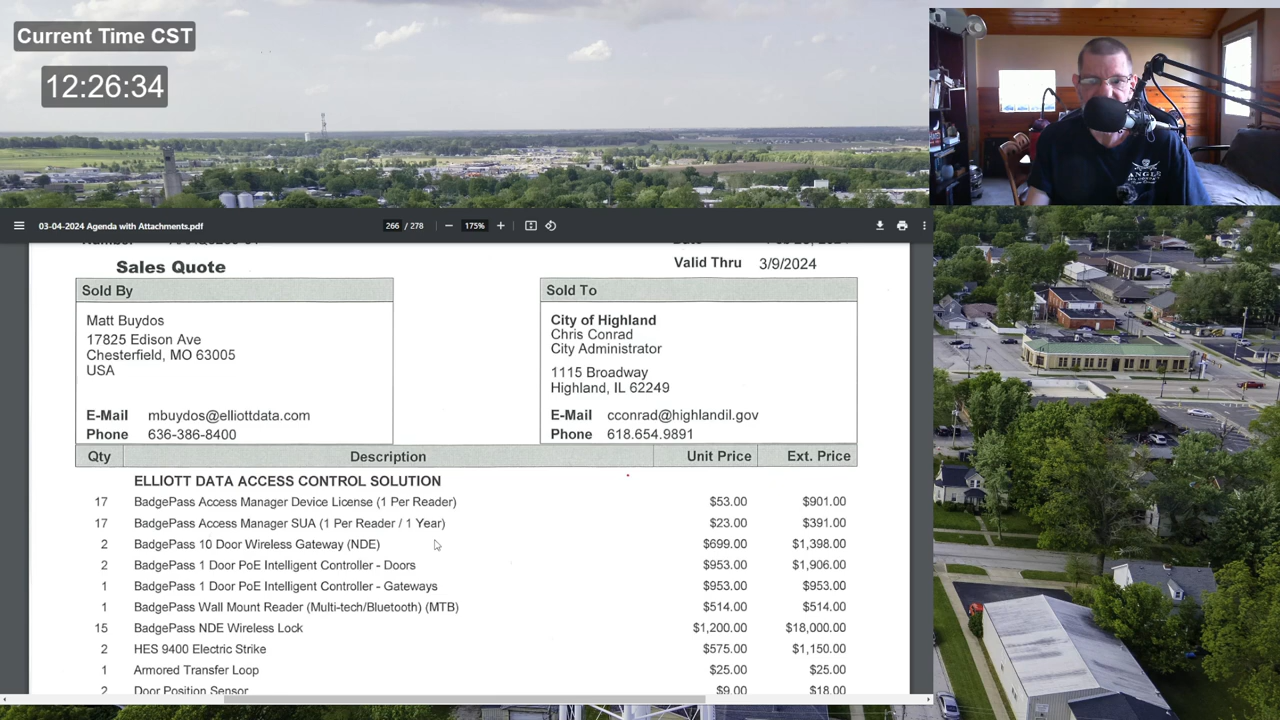 Current Time CST
12:26:34
03-04-2024 Agenda with Attachments.pdf
266 / 278
175%
Sales Quote
Valid Thru 3/9/2024
Sold By
Sold To
Matt Buydos
17825 Edison Ave
Chesterfield, MO 63005
USA
E-Mail mbuydos@elliottdata.com
Phone 636-386-8400
City of Highland
Chris Conrad
City Administrator
1115 Broadway
Highland, IL 62249
E-Mail cconrad@highlandil.gov
Phone 618.654.9891
Qty Description Unit Price Ext. Price
ELLIOTT DATA ACCESS CONTROL SOLUTION
17 BadgePass Access Manager Device License (1 Per Reader) $53.00 $901.00
17 BadgePass Access Manager SUA (1 Per Reader / 1 Year) $23.00 $391.00
2 BadgePass 10 Door Wireless Gateway (NDE) $699.00 $1,398.00
2 BadgePass 1 Door PoE Intelligent Controller - Doors $953.00 $1,906.00
1 BadgePass 1 Door PoE Intelligent Controller - Gateways $953.00 $953.00
1 BadgePass Wall Mount Reader (Multi-tech/Bluetooth) (MTB) $514.00 $514.00
15 BadgePass NDE Wireless Lock $1,200.00 $18,000.00
2 HES 9400 Electric Strike $575.00 $1,150.00
1 Armored Transfer Loop $25.00 $25.00
2 Door Position Sensor $9.00 $18.00